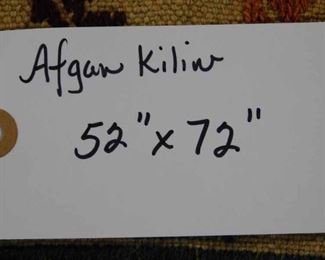 Afgan Kilim
52" x 72"